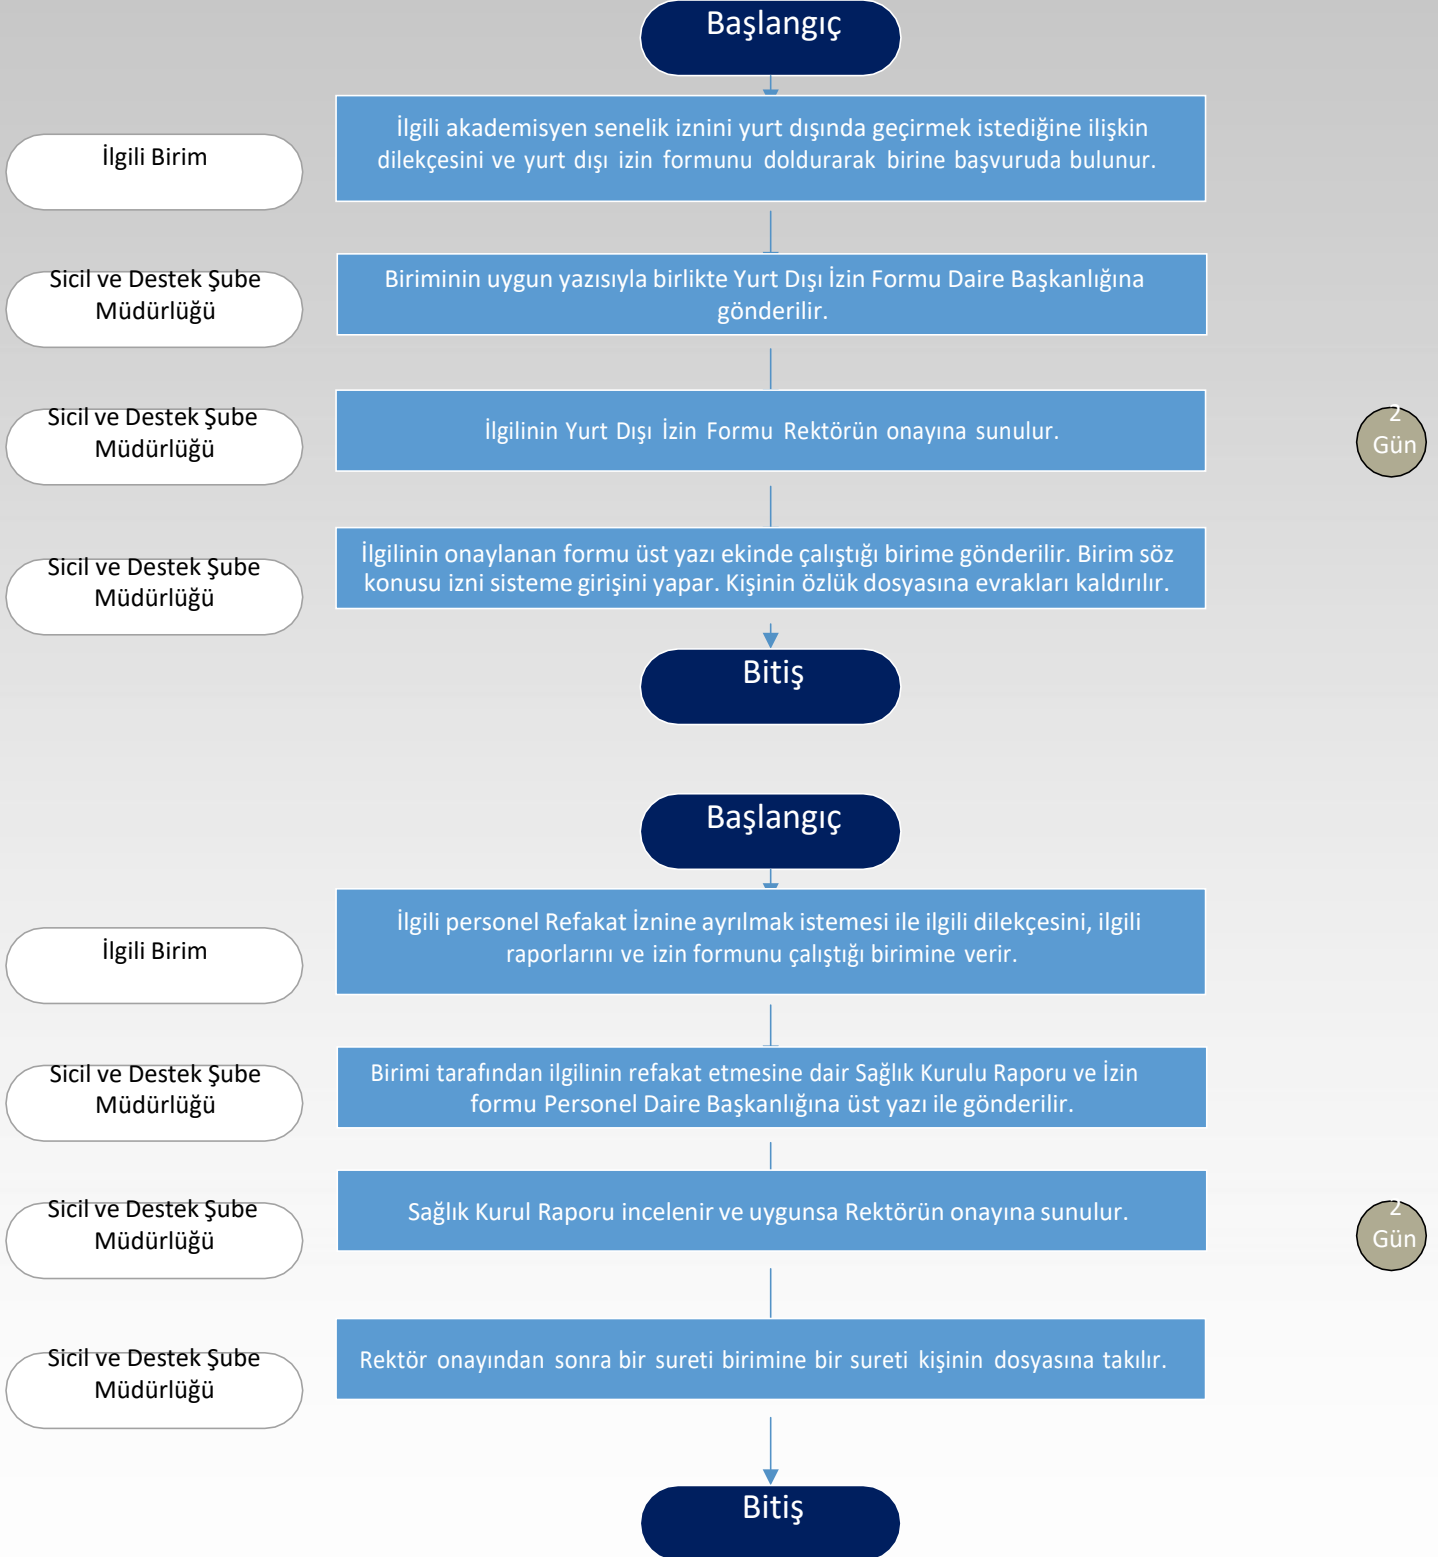 Başlangıç
İlgili Birim
İlgili akademisyen senelik iznini yurt dışında geçirmek istediğine ilişkin
dilekçesini ve yurt dışı izin formunu doldurarak birine başvuruda bulunur.
Sicil ve Destek Şube
Müdürlüğü
Biriminin uygun yazısıyla birlikte Yurt Dışı İzin Formu Daire Başkanlığına
gönderilir.
Sicil ve Destek Şube
Müdürlüğü
İlgilinin Yurt Dışı İzin Formu Rektörün onayına sunulur.
2
Gün
Sicil ve Destek Şube
Müdürlüğü
İlgilinin onaylanan formu üst yazı ekinde çalıştığı birime gönderilir. Birim söz
konusu izni sisteme girişini yapar. Kişinin özlük dosyasına evrakları kaldırılır.
Bitiş
Başlangıç
İlgili Birim
İlgili personel Refakat İznine ayrılmak istemesi ile ilgili dilekçesini, ilgili
raporlarını ve izin formunu çalıştığı birimine verir.
Sicil ve Destek Şube
Müdürlüğü
Birimi tarafından ilgilinin refakat etmesine dair Sağlık Kurulu Raporu ve İzin
formu Personel Daire Başkanlığına üst yazı ile gönderilir.
Sicil ve Destek Şube
Müdürlüğü
Sağlık Kurul Raporu incelenir ve uygunsa Rektörün onayına sunulur.
2
Gün
Sicil ve Destek Şube
Müdürlüğü
Rektör onayından sonra bir sureti birimine bir sureti kişinin dosyasına takılır.
Bitiş